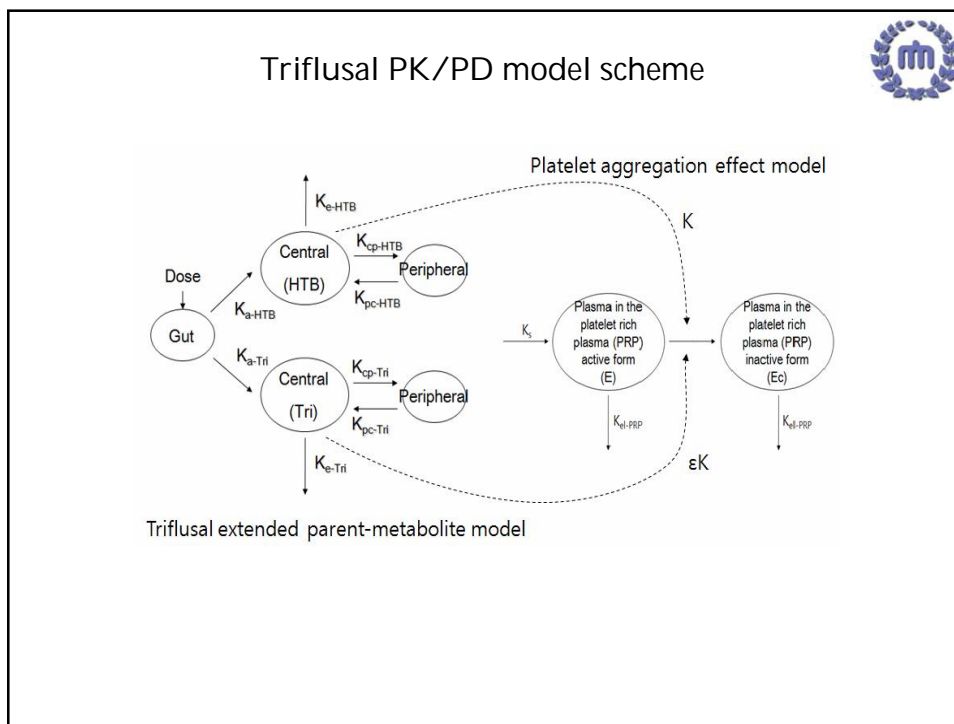 Triflusal PK/PD model scheme
Platelet aggregation effect model
K
Ke-HTB
Central
(HTB)
Kcp-HTB
Kpc-HTB
Peripheral
Dose
Ka-HTB
Gut
Ka-Tri
Central
(Tri)
Kcp-Tri
Kpc-Tri
Peripheral
Ke-Tri
Ks
Plasma in the
platelet rich
plasma (PRP)
active form
(E)
Plasma in the
platelet rich
plasma (PRP)
inactive form
(Ec)
Kel-PRP
Kell-PRP
εK
Triflusal extended parent-metabolite model